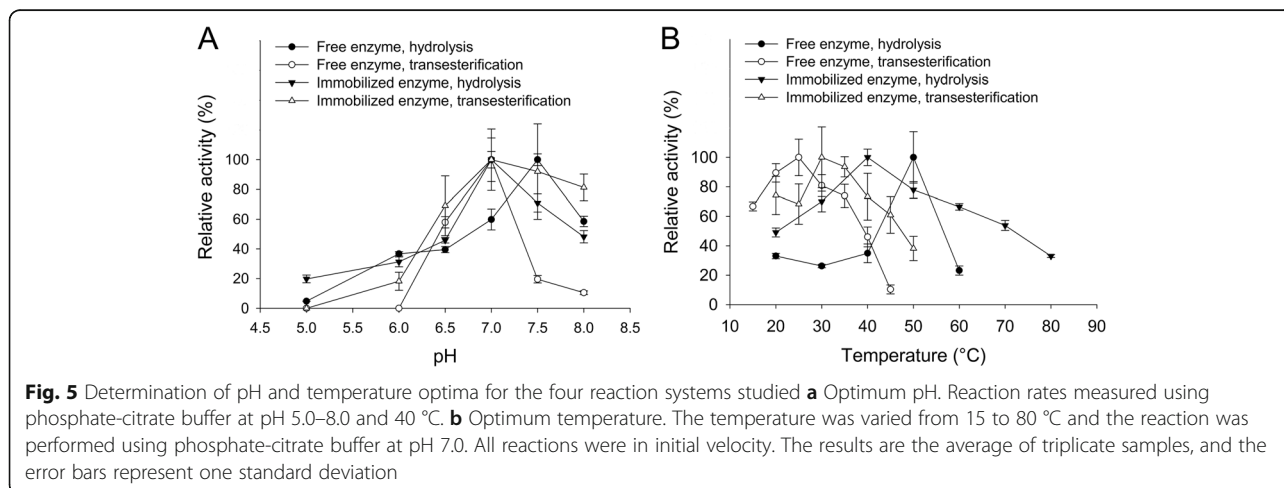 A
Free enzyme, hydrolysis
Free enzyme, transesterification
Immobilized enzyme, hydrolysis
Immobilized enzyme, transesterification
Relative activity (%)
100
80
60
40
20
0
4.5 5.0 5.5 6.0 6.5 7.0 7.5 8.0 8.5
pH
B
Free enzyme, hydrolysis
Free enzyme, transesterification
Immobilized enzyme, hydrolysis
Immobilized enzyme, transesterification
Relative activity (%)
100
80
60
40
20
0
10 20 30 40 50 60 70 80 90
Temperature (°C)
Fig. 5 Determination of pH and temperature optima for the four reaction systems studied a Optimum pH. Reaction rates measured using
phosphate-citrate buffer at pH 5.0–8.0 and 40 °C. b Optimum temperature. The temperature was varied from 15 to 80 °C and the reaction was
performed using phosphate-citrate buffer at pH 7.0. All reactions were in initial velocity. The results are the average of triplicate samples, and the
error bars represent one standard deviation